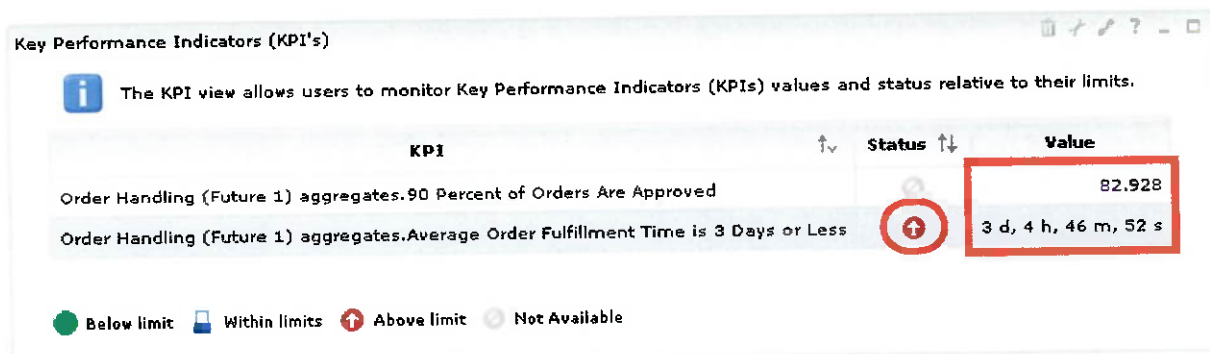 Key Performance Indicators (KPI's)
The KPI view allows users to monitor Key Performance Indicators (KPIs) values and status relative to their limits.
KPI Status Value
Order Handling (Future 1) aggregates.90 Percent of Orders Are Approved 82.928
Order Handling (Future 1) aggregates.Average Order Fulfillment Time is 3 Days or Less 3 d, 4 h, 46 m, 52 s
Below limit Within limits Above limit Not Available